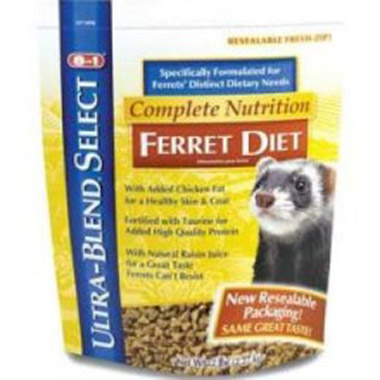 RESEALABLE FRESH-ZIP!
8in1
Specifically Formulated for
Ferrets' Distinct Dietary Needs
Complete Nutrition
FERRET DIET
With Added Chicken Fat
for a Healthy Skin & Coat
Fortified with Taurine for
Added High Quality Protein
With Natural Raisin Juice
for a Great Taste
Ferrets Can't Resist
ULTRA-BLEND SELECT
New Resealable
Packaging!
SAME GREAT TASTE!